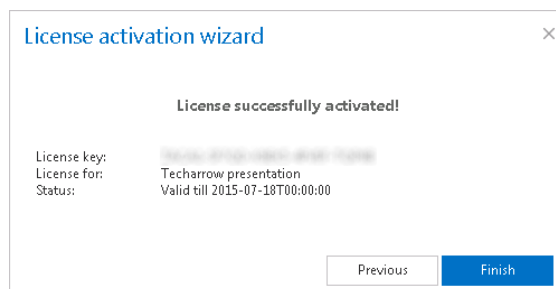 License activation wizard
License successfully activated!
License key:
License for: Techarrow presentation
Status: Valid till 2015-07-18T00:00:00
Previous Finish